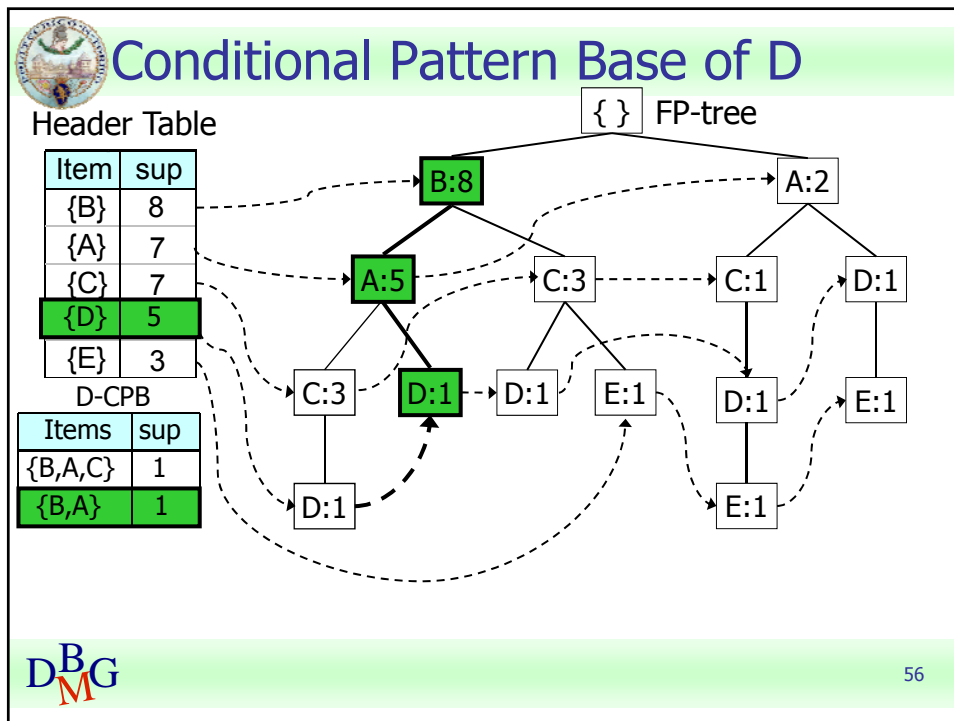 Conditional Pattern Base of D
{ } FP-tree
Header Table
Item sup
{B} 8
{A} 7
{C} 7
{D} 5
{E} 3
D-CPB
Items sup
{B,A,C} 1
{B,A} 1
B:8 A:2
A:5 C:3 C:1 D:1
C:3 D:1 D:1 E:1 D:1 E:1
D:1 E:1
DBMG
56